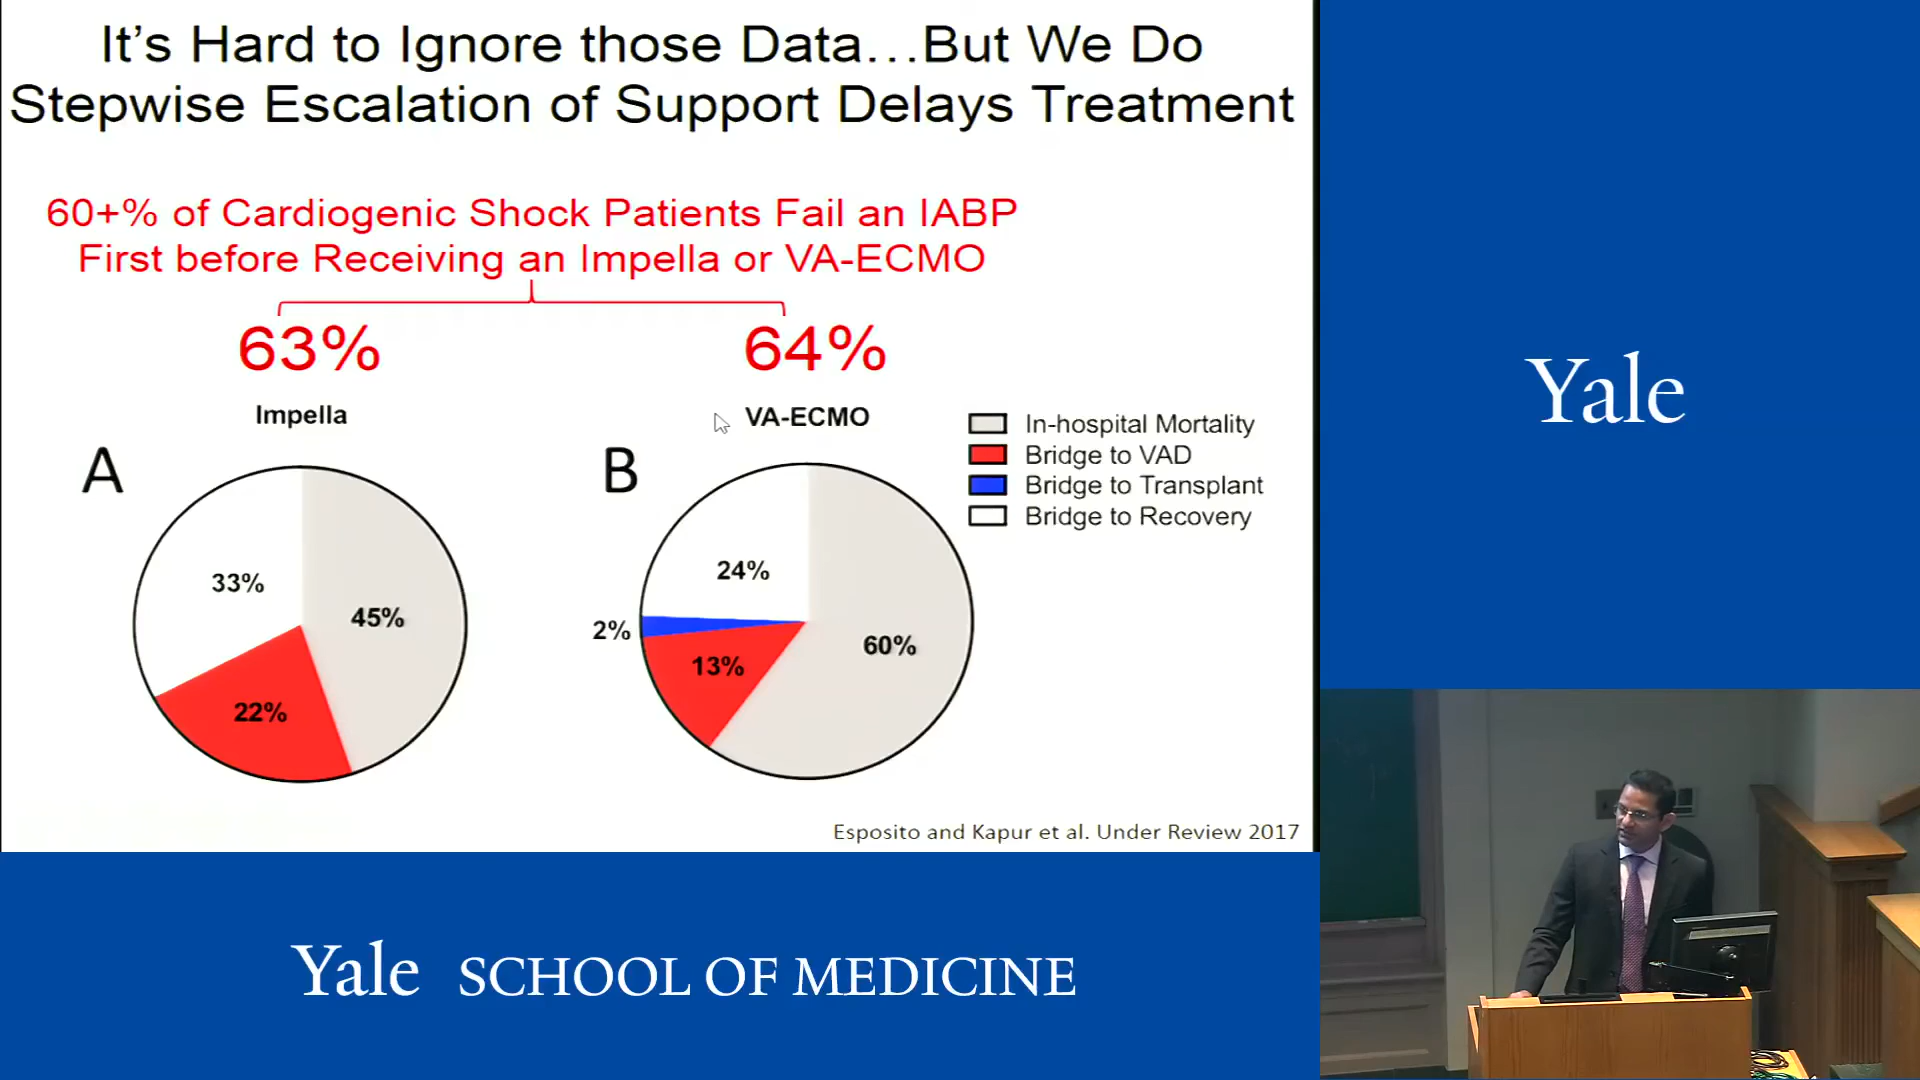 It's Hard to Ignore those Data...But We Do
Stepwise Escalation of Support Delays Treatment
60+% of Cardiogenic Shock Patients Fail an IABP
First before Receiving an Impella or VA-ECMO
63%
64%
Impella
VA-ECMO
A
B
In-hospital Mortality
Bridge to VAD
Bridge to Transplant
Bridge to Recovery
33%
45%
22%
24%
2%
13%
60%
Esposito and Kapur et al. Under Review 2017
Yale
Yale SCHOOL OF MEDICINE